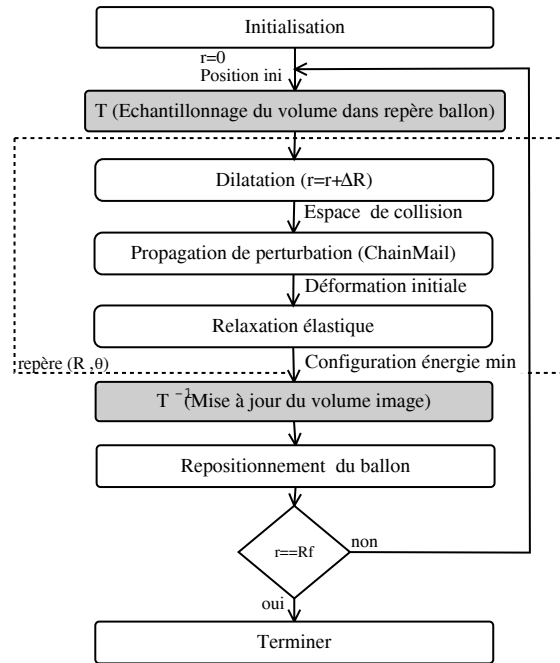 Initialisation
r=0
Position ini
T (Echantillonnage du volume dans repère ballon)
Dilatation (r=r+ΔR)
Espace de collision
Propagation de perturbation (ChainMail)
Déformation initiale
Relaxation élastique
repère (R ,θ)
Configuration énergie min
T ⁻¹(Mise à jour du volume image)
Repositionnement du ballon
r==Rf
non
oui
Terminer